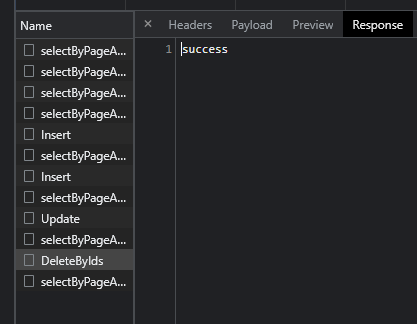 Name
selectByPageA...
selectByPageA...
selectByPageA...
selectByPageA...
Insert
selectByPageA...
Insert
selectByPageA...
Update
selectByPageA...
DeleteByIds
selectByPageA...
× Headers Payload Preview Response
1 success